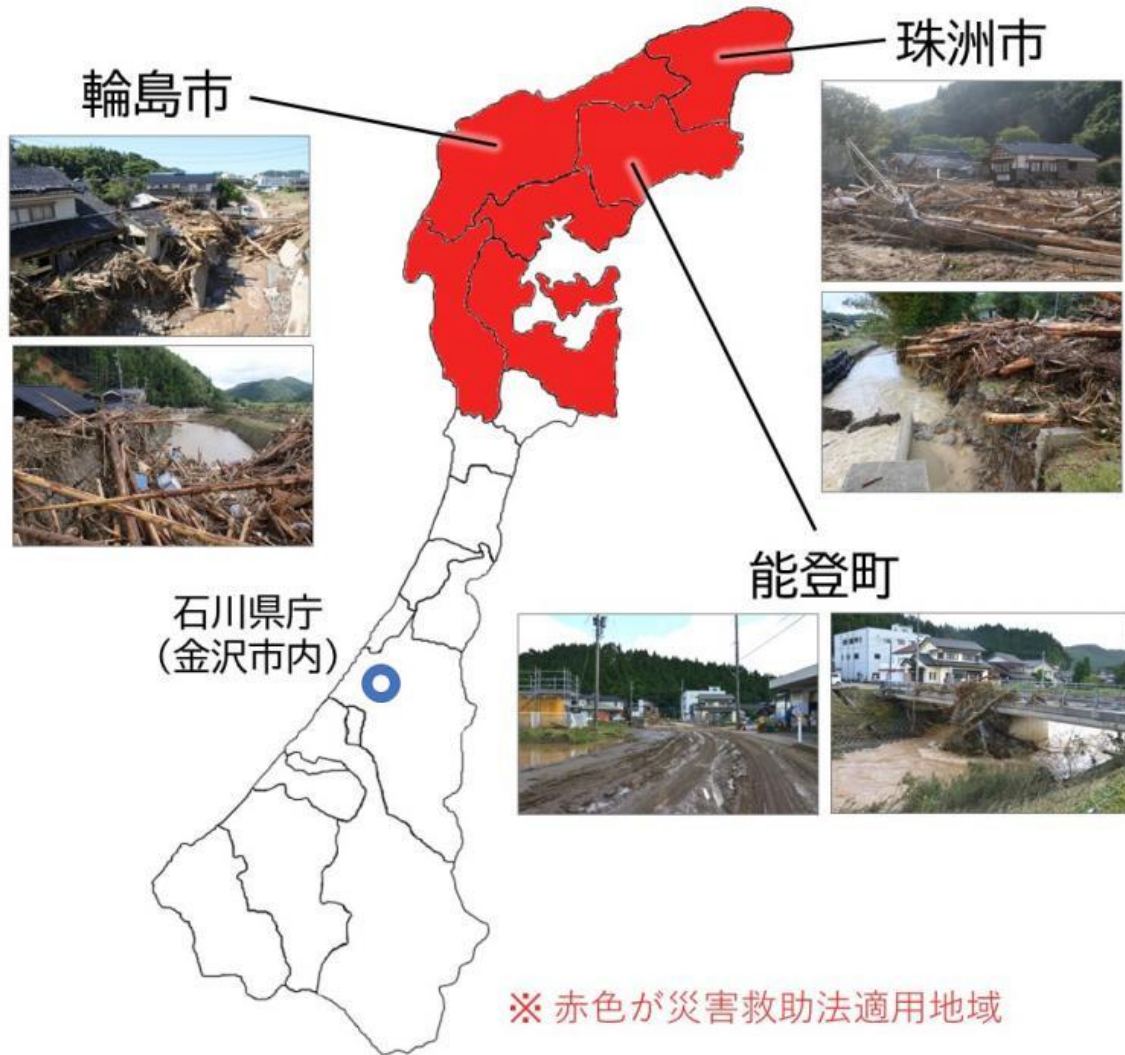 珠洲市
輪島市
能登町
石川県庁
(金沢市内)
※ 赤色が災害救助法適用地域